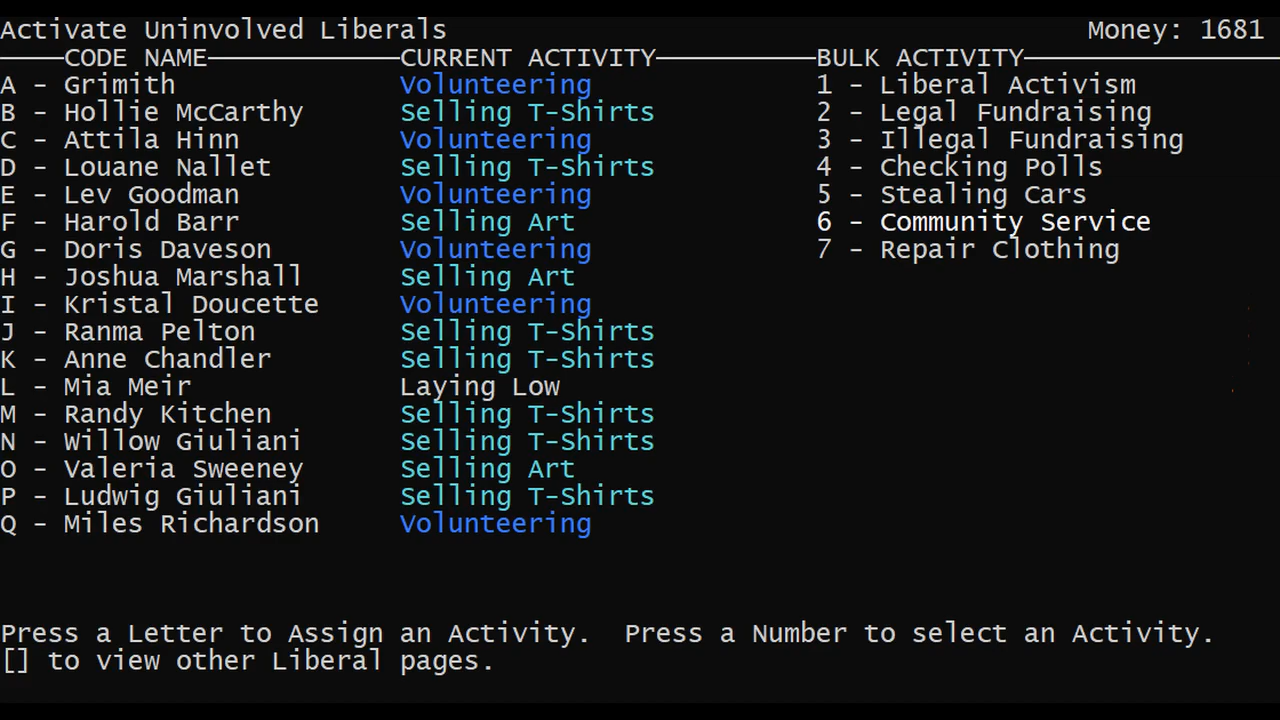 Activate Uninvolved Liberals Money: 1681
CODE NAME CURRENT ACTIVITY BULK ACTIVITY
A - Grimith Volunteering 1 - Liberal Activism
B - Hollie McCarthy Selling T-Shirts 2 - Legal Fundraising
C - Attila Hinn Volunteering 3 - Illegal Fundraising
D - Louane Nallet Selling T-Shirts 4 - Checking Polls
E - Lev Goodman Volunteering 5 - Stealing Cars
F - Harold Barr Selling Art 6 - Community Service
G - Doris Daveson Volunteering 7 - Repair Clothing
H - Joshua Marshall Selling Art
I - Kristal Doucette Volunteering
J - Ranma Pelton Selling T-Shirts
K - Anne Chandler Selling T-Shirts
L - Mia Meir Laying Low
M - Randy Kitchen Selling T-Shirts
N - Willow Giuliani Selling T-Shirts
O - Valeria Sweeney Selling Art
P - Ludwig Giuliani Selling T-Shirts
Q - Miles Richardson Volunteering
Press a Letter to Assign an Activity. Press a Number to select an Activity.
[] to view other Liberal pages.